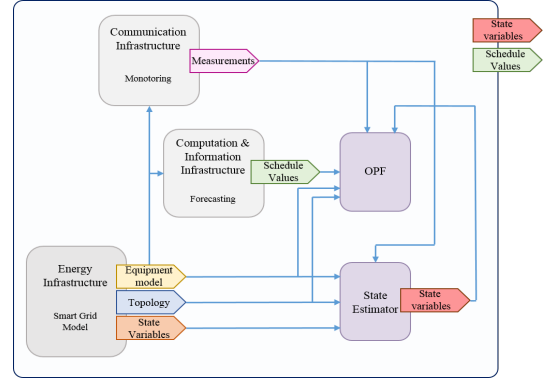 Communication
Infrastructure
Monotoring
Measurements
State
variables
Schedule
Values
Computation &
Information
Infrastructure
Forecasting
Schedule
Values
OPF
Energy
Infrastructure
Smart Grid
Model
Equipment
model
Topology
State
Variables
State
Estimator
State
variables